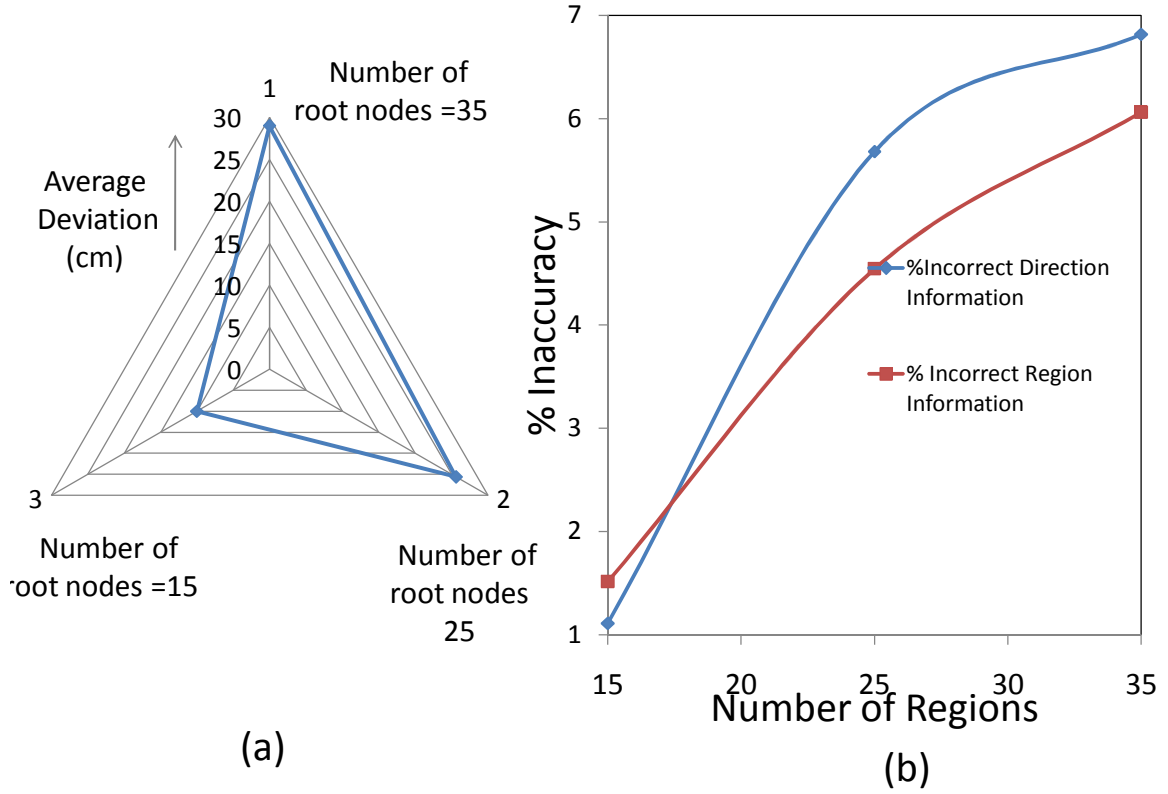 1
Number of
root nodes =35
30
25
20
15
10
5
0
Average
Deviation
(cm)
3
2
Number of
root nodes =15
Number of
root nodes
25
(a)
7
6
5
4
3
2
1
% Inaccuracy
%Incorrect Direction
Information
% Incorrect Region
Information
15
20
25
30
35
Number of Regions
(b)